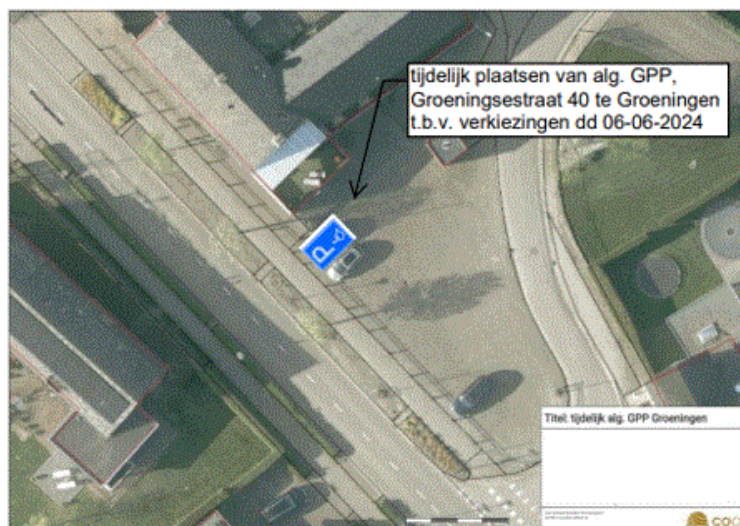 tijdelijk plaatsen van alg. GPP,
Groeningsestraat 40 te Groeningen
t.b.v. verkiezingen dd 06-06-2024
P
Titel: tijdelijk alg. GPP Groeningen